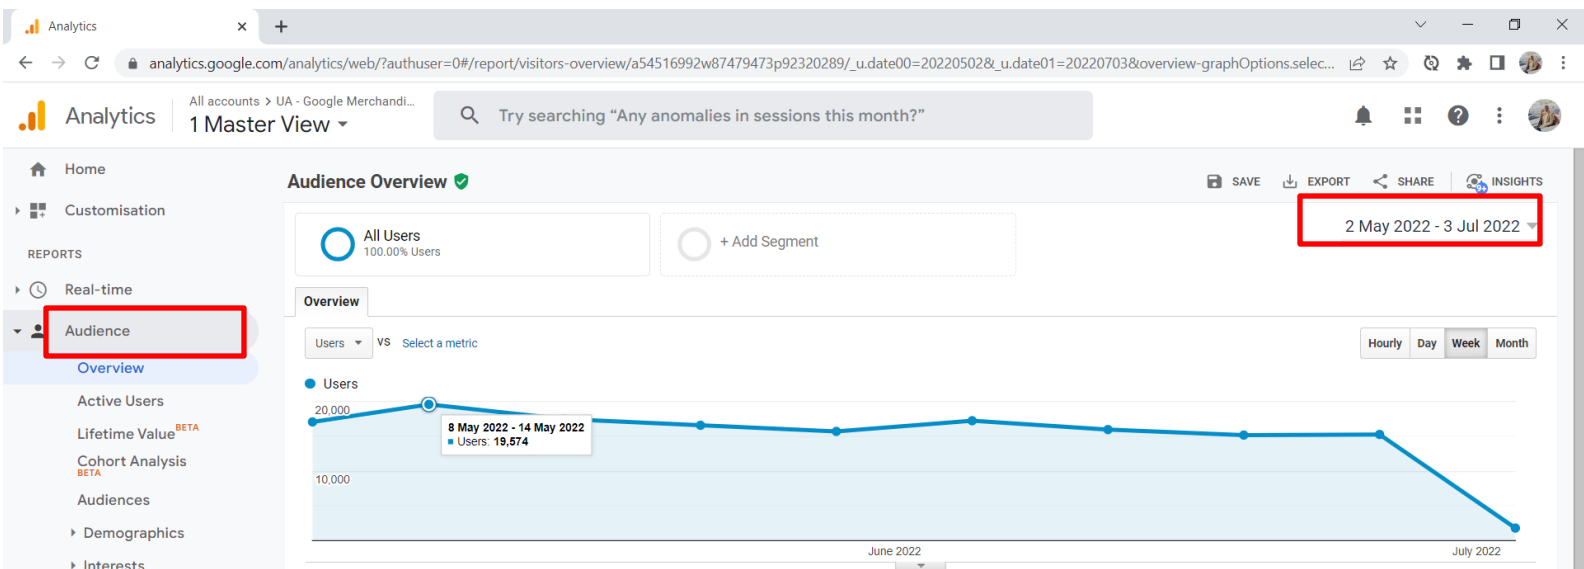 Analytics
analytics.google.com/analytics/web/?authuser=0#/report/visitors-overview/a54516992w87479473p92320289/_u.date00=20220502&_u.date01=20220703&overview-graphOptions.selec...
Analytics
All accounts > UA - Google Merchandi...
1 Master View
Try searching “Any anomalies in sessions this month?”
Home
Customisation
REPORTS
Real-time
Audience
Overview
Active Users
Lifetime Value BETA
Cohort Analysis
BETA
Audiences
Demographics
Interests
Audience Overview
SAVE
EXPORT
SHARE
9+
INSIGHTS
2 May 2022 - 3 Jul 2022
All Users
100.00% Users
+ Add Segment
Overview
Users
VS
Select a metric
Hourly
Day
Week
Month
Users
20,000
8 May 2022 - 14 May 2022
Users: 19,574
10,000
June 2022
July 2022